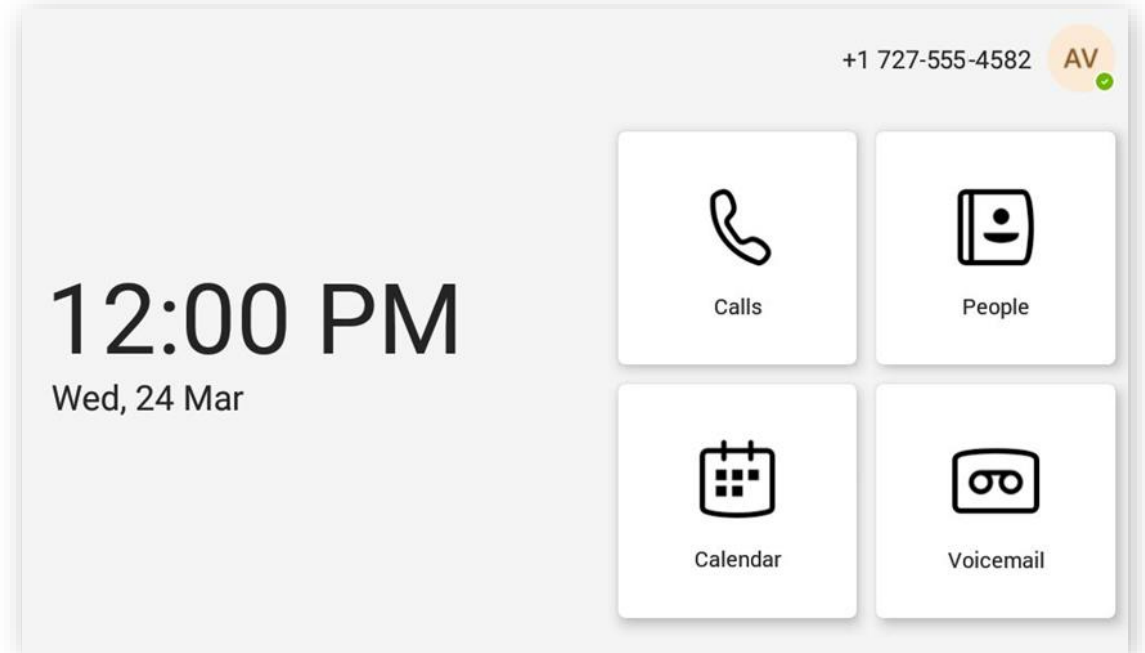 +1 727-555-4582 AV
12:00 PM
Wed, 24 Mar
Calls
People
Calendar
Voicemail